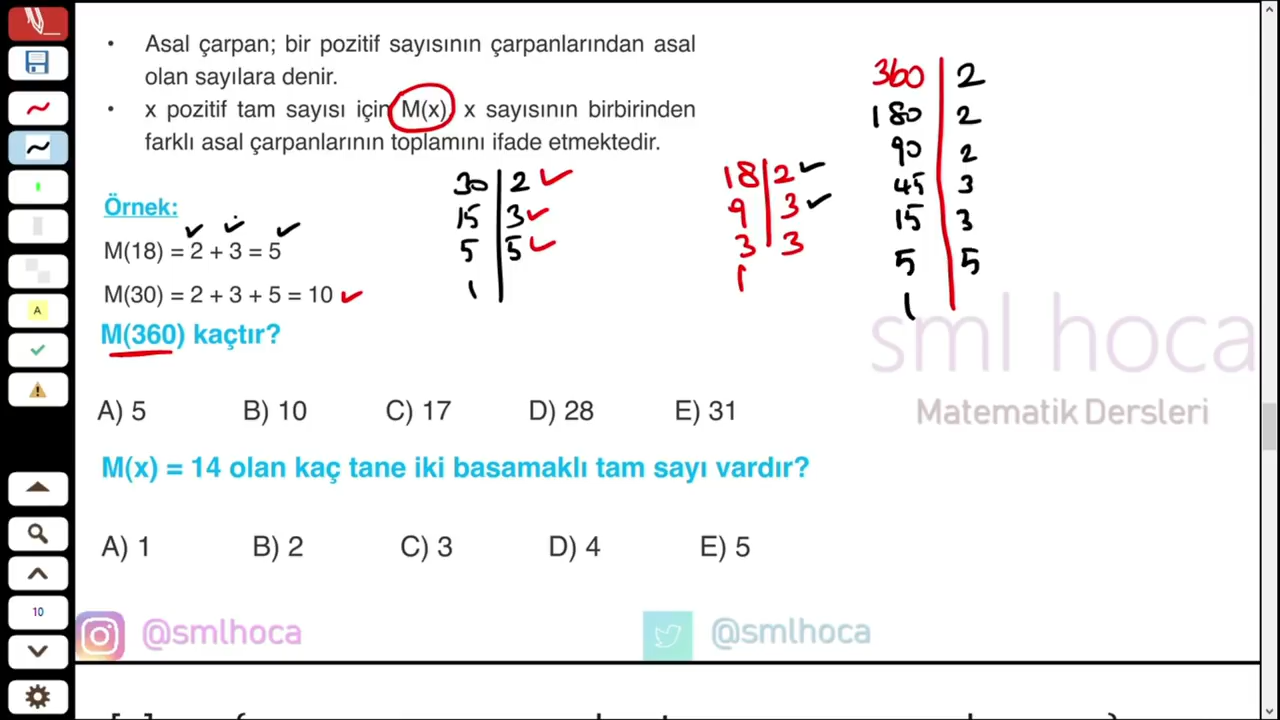 • Asal çarpan; bir pozitif sayısının çarpanlarından asal
olan sayılara denir.
• x pozitif tam sayısı için M(x) x sayısının birbirinden
farklı asal çarpanlarının toplamını ifade etmektedir.
Örnek:
M(18) = 2 + 3 = 5
M(30) = 2 + 3 + 5 = 10
30 | 2
15 | 3
5 | 5
1
18 | 2
9 | 3
3 | 3
1
360 | 2
180 | 2
90 | 2
45 | 3
15 | 3
5 | 5
1
M(360) kaçtır?
A) 5 B) 10 C) 17 D) 28 E) 31
sml hoca
Matematik Dersleri
M(x) = 14 olan kaç tane iki basamaklı tam sayı vardır?
A) 1 B) 2 C) 3 D) 4 E) 5
@smlhoca @smlhoca
A
10